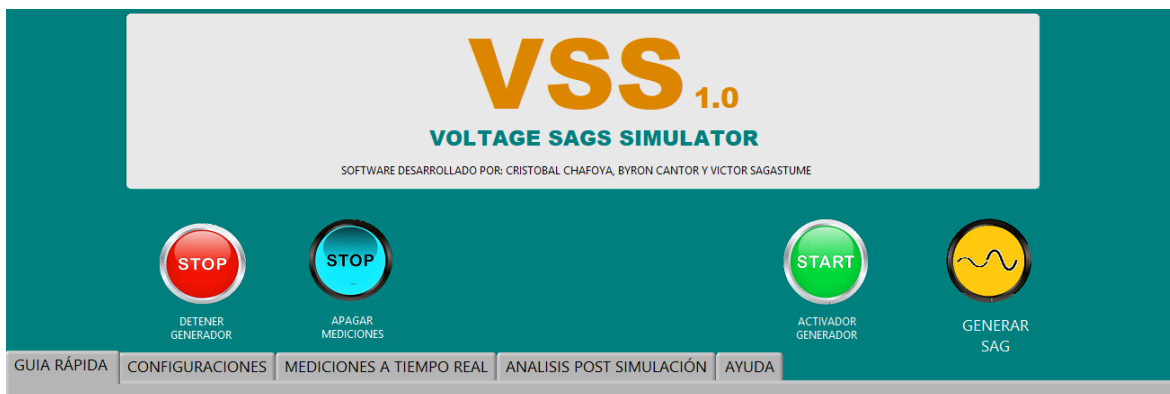 VSS 1.0
VOLTAGE SAGS SIMULATOR
SOFTWARE DESARROLLADO POR: CRISTOBAL CHAFOYA, BYRON CANTOR Y VICTOR SAGASTUME
STOP
STOP
START
DETENER
GENERADOR
APAGAR
MEDICIONES
ACTIVADOR
GENERADOR
GENERAR
SAG
GUIA RÁPIDA
CONFIGURACIONES
MEDICIONES A TIEMPO REAL
ANALISIS POST SIMULACIÓN
AYUDA